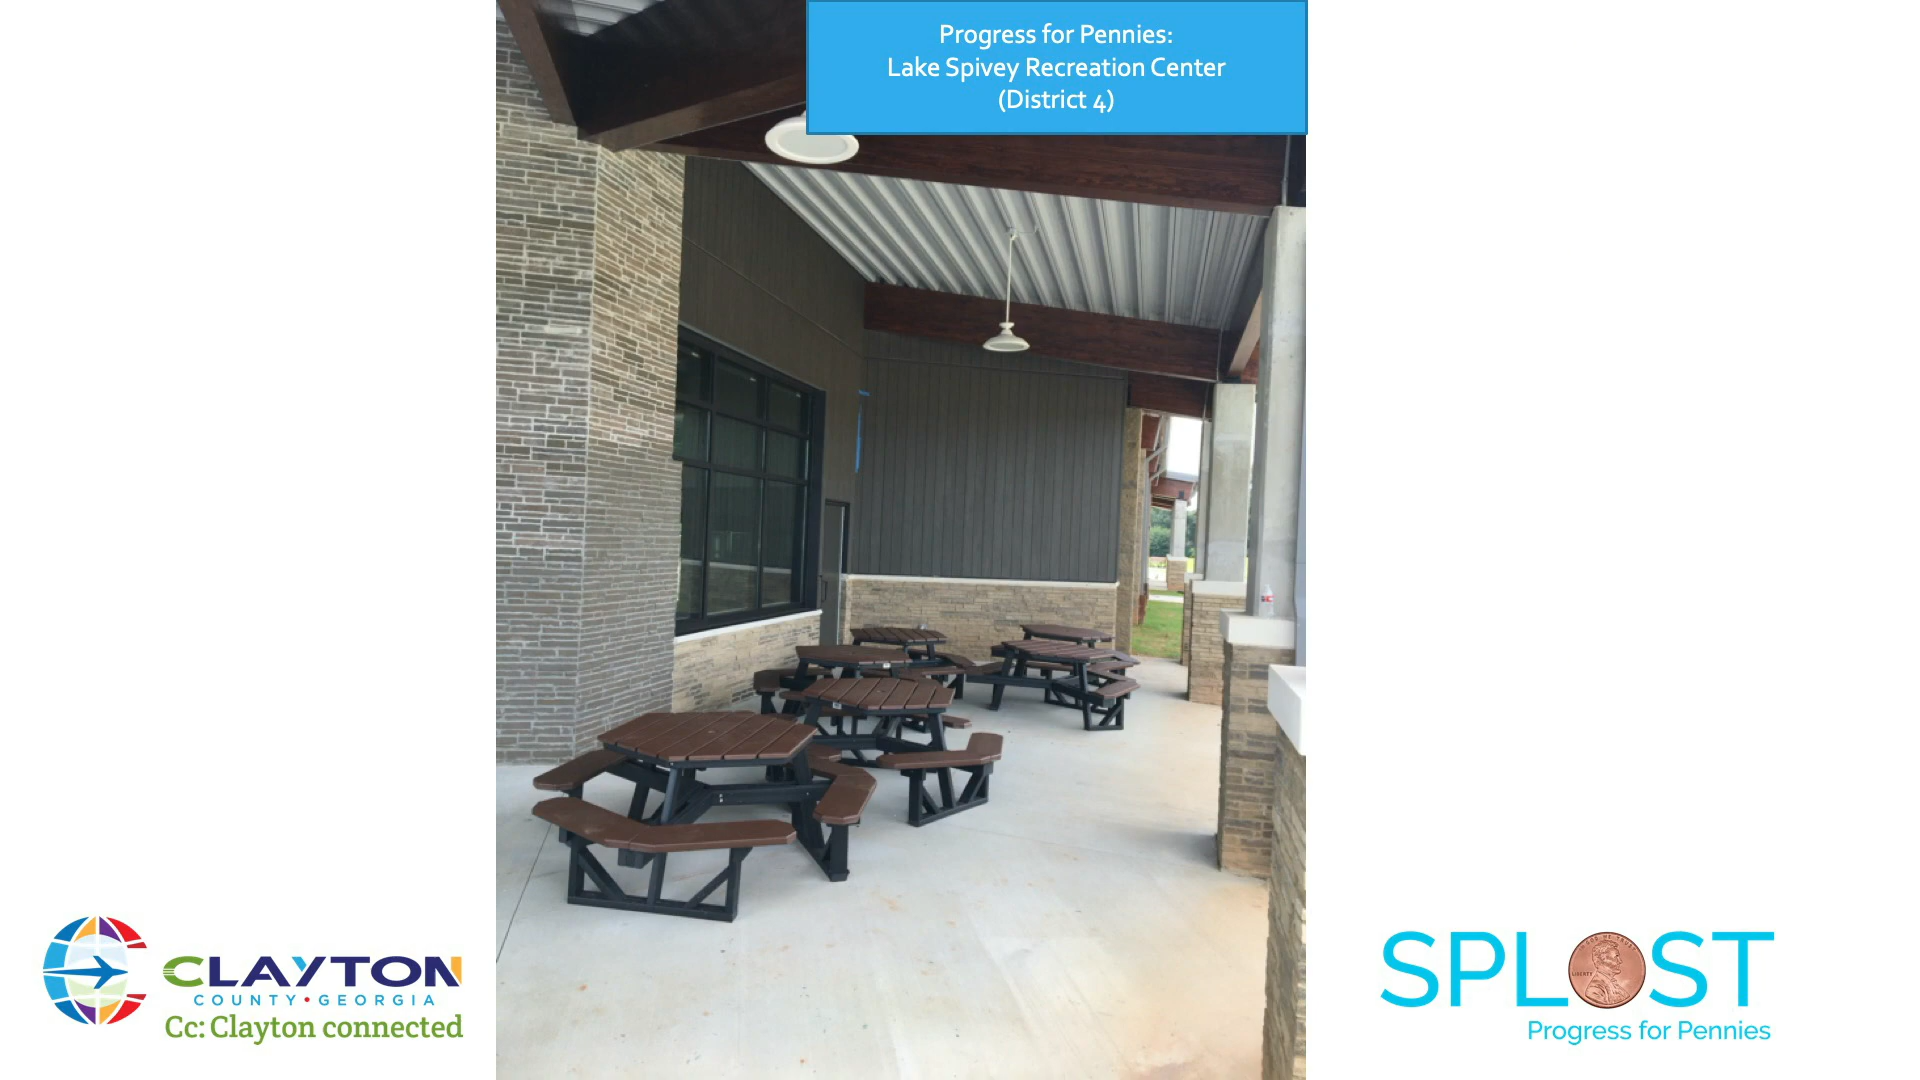 Progress for Pennies:
Lake Spivey Recreation Center
(District 4)
CLAYTON
COUNTY • GEORGIA
Cc: Clayton connected
SPLOST
LIBERTY
Progress for Pennies